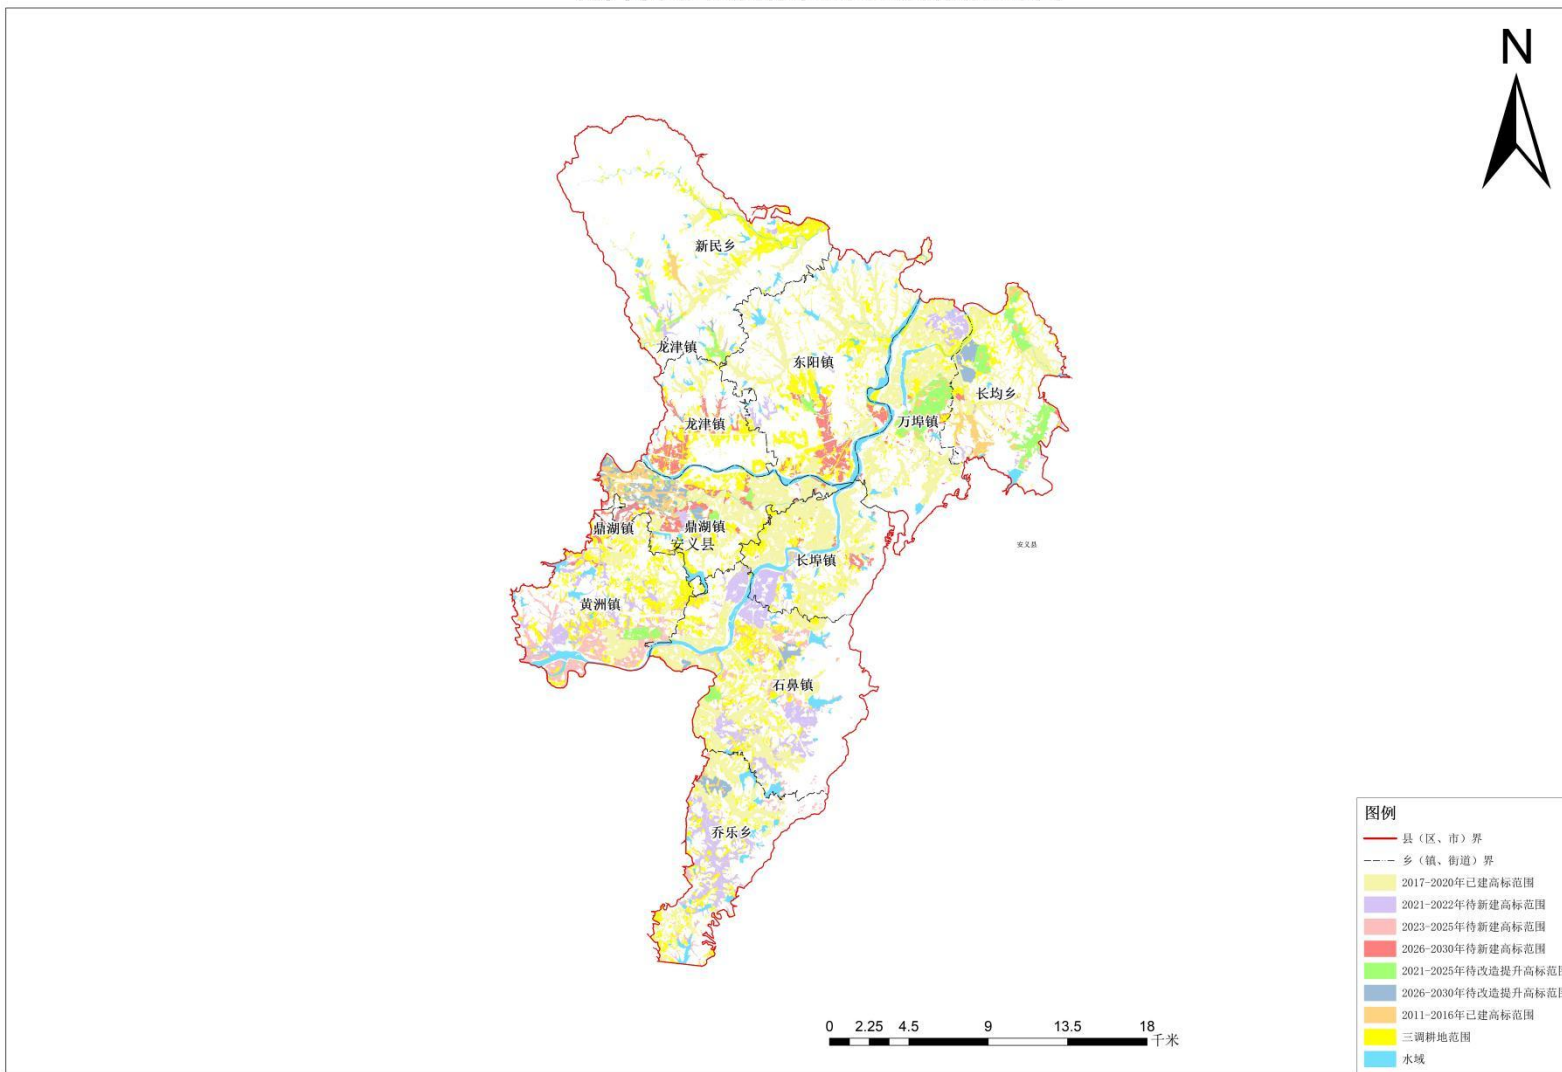 N
新民乡
龙津镇
东阳镇
长均乡
龙津镇
万埠镇
鼎湖镇
鼎湖镇
安义县
安义县
长埠镇
黄洲镇
石鼻镇
乔乐乡
图例
县（区、市）界
乡（镇、街道）界
2017-2020年已建高标范围
2021-2022年待新建高标范围
2023-2025年待新建高标范围
2026-2030年待新建高标范围
2021-2025年待改造提升高标范围
2026-2030年待改造提升高标范围
2011-2016年已建高标范围
三调耕地范围
水域
0 2.25 4.5 9 13.5 18
千米